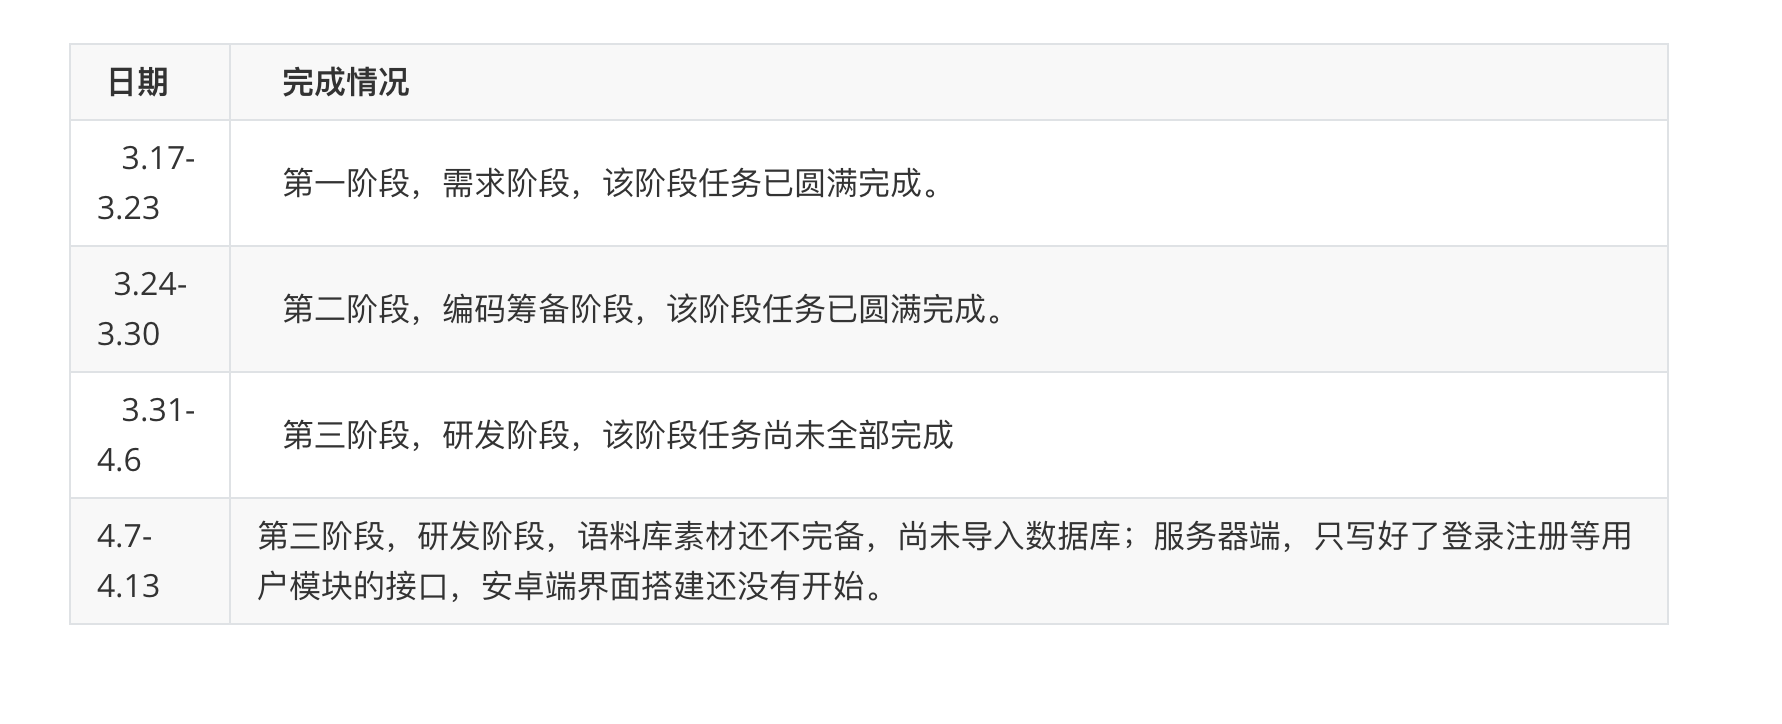 日期 完成情况
3.17-
3.23
第一阶段，需求阶段，该阶段任务已圆满完成。
3.24-
3.30
第二阶段，编码筹备阶段，该阶段任务已圆满完成。
3.31-
4.6
第三阶段，研发阶段，该阶段任务尚未全部完成
4.7-
4.13
第三阶段，研发阶段，语料库素材还不完备，尚未导入数据库；服务器端，只写好了登录注册等用
户模块的接口，安卓端界面搭建还没有开始。